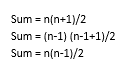 Sum = n(n+1)/2
Sum = (n-1) (n-1+1)/2
Sum = n(n-1)/2